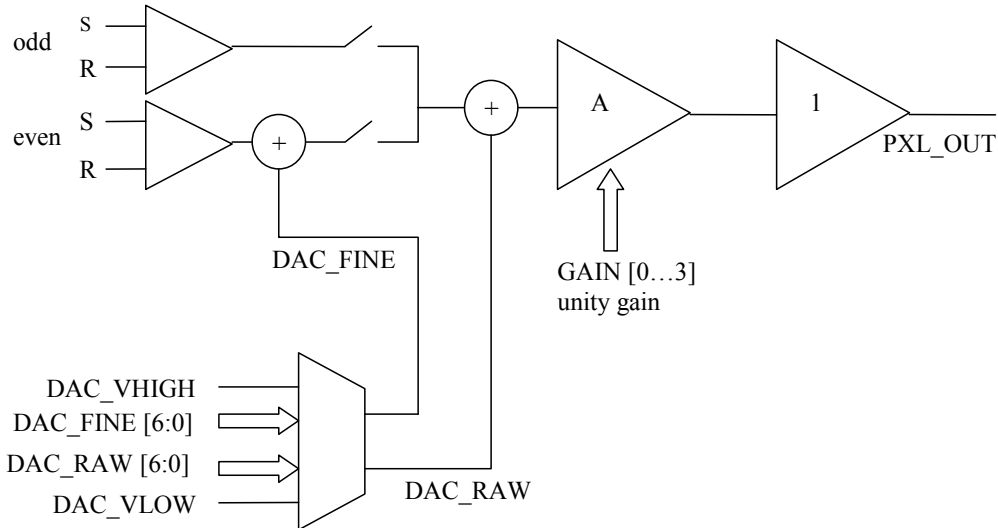 odd
S
R
even
S
R
+
+
A
1
PXL_OUT
DAC_FINE
GAIN [0…3]
unity gain
DAC_VHIGH
DAC_FINE [6:0]
DAC_RAW [6:0]
DAC_VLOW
DAC_RAW